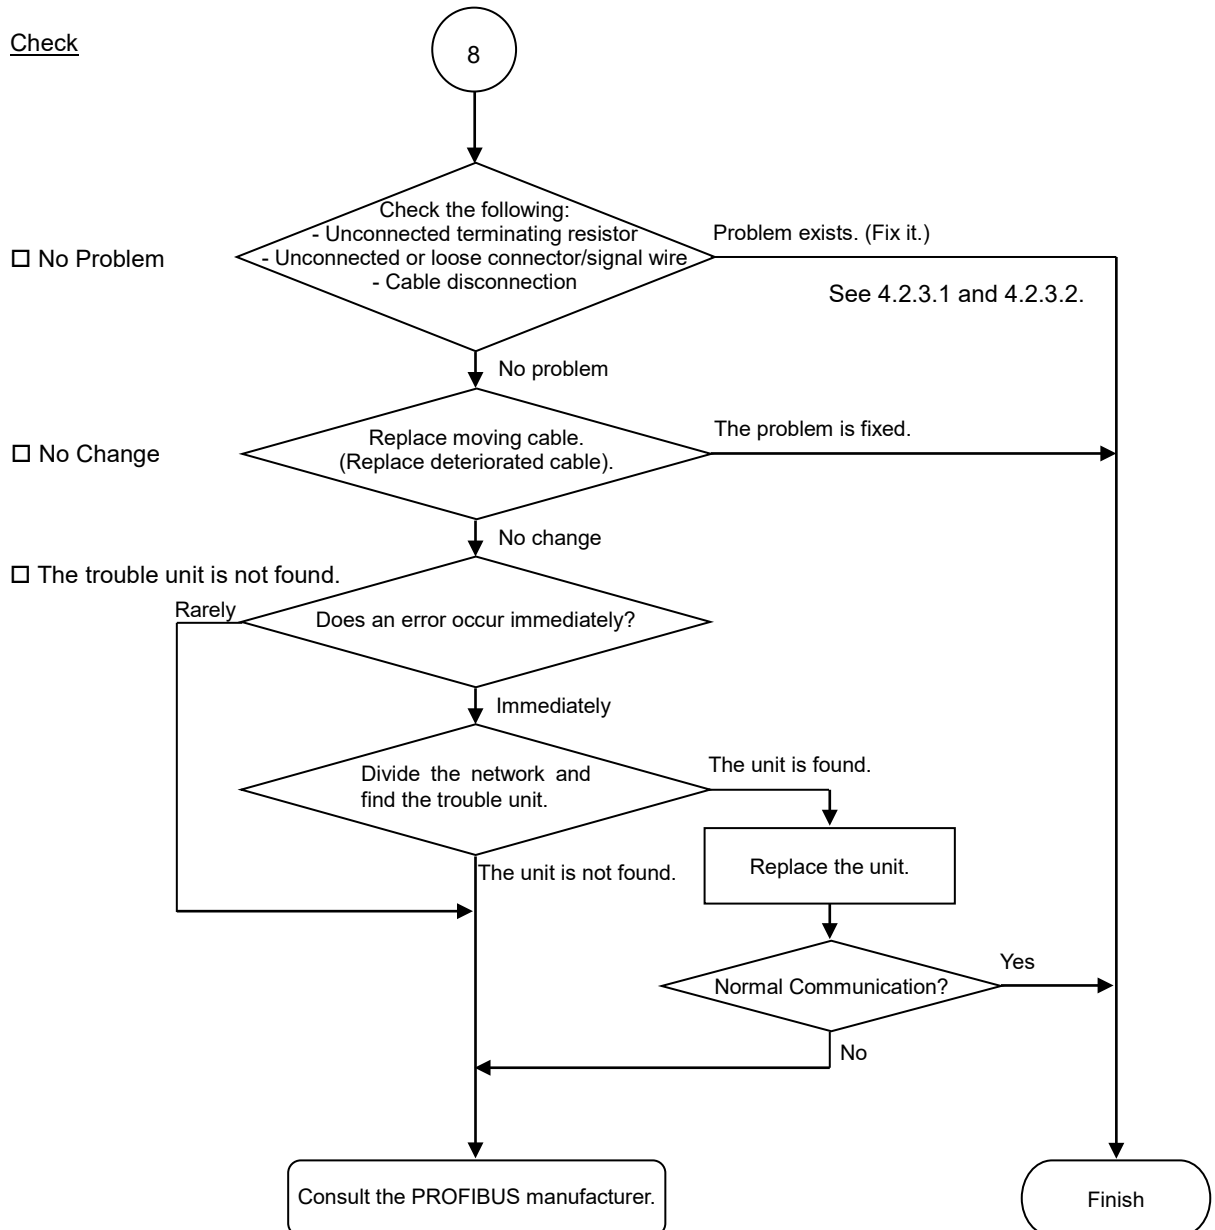 Check
8
Check the following:
- Unconnected terminating resistor
- Unconnected or loose connector/signal wire
- Cable disconnection
Problem exists. (Fix it.)
☐ No Problem
See 4.2.3.1 and 4.2.3.2.
No problem
Replace moving cable.
(Replace deteriorated cable).
The problem is fixed.
☐ No Change
No change
☐ The trouble unit is not found.
Rarely
Does an error occur immediately?
Immediately
Divide the network and
find the trouble unit.
The unit is found.
The unit is not found.
Replace the unit.
Normal Communication?
Yes
No
Consult the PROFIBUS manufacturer.
Finish